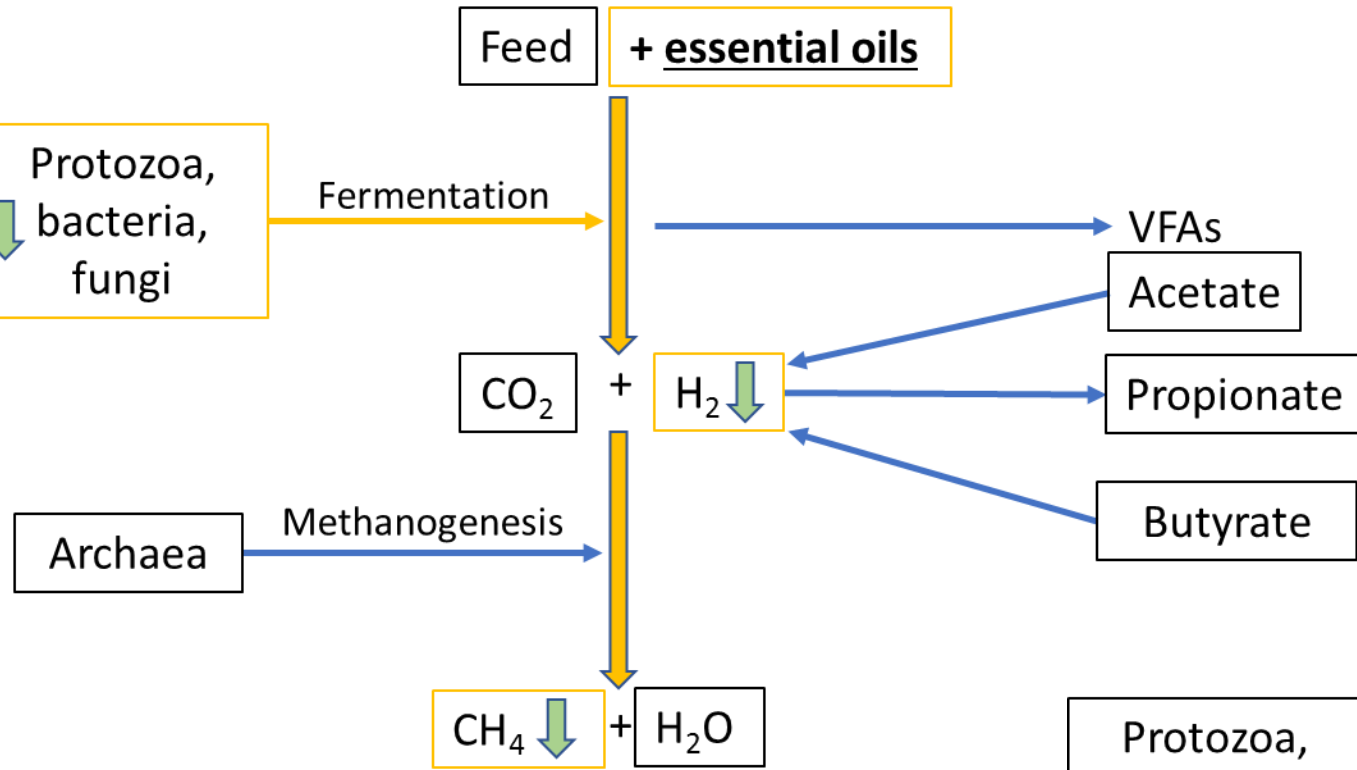 Feed + essential oils
Protozoa,
bacteria,
fungi
Fermentation
VFAs
Acetate
CO₂ + H₂
Propionate
Butyrate
Methanogenesis
Archaea
CH₄ + H₂O
Protozoa,